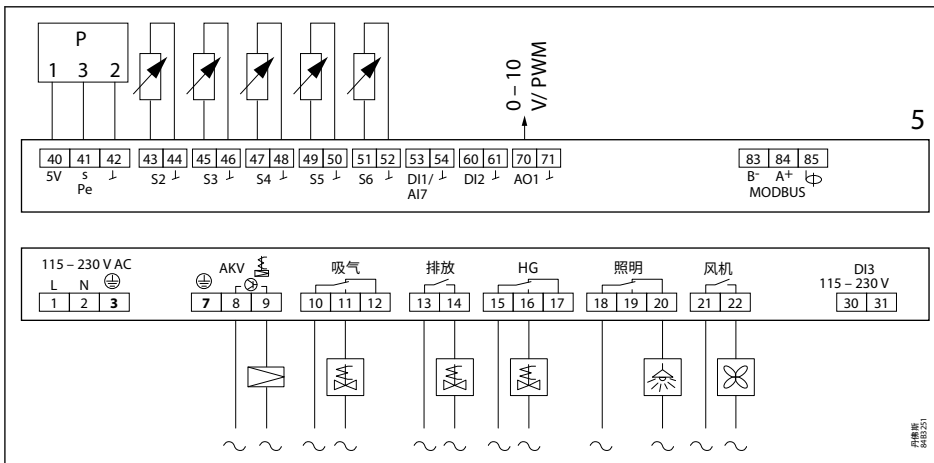 P
1 3 2
0 – 10
V/ PWM
5
40 41 42 43 44 45 46 47 48 49 50 51 52 53 54 60 61 70 71 83 84 85
5V s S2 S3 S4 S5 S6 DI1/ DI2 AO1 B- A+
Pe AI7 MODBUS
115 – 230 V AC AKV 吸气 排放 HG 照明 风机 DI3
L N 115 – 230 V
1 2 3 7 8 9 10 11 12 13 14 15 16 17 18 19 20 21 22 30 31
丹佛斯
84B3251